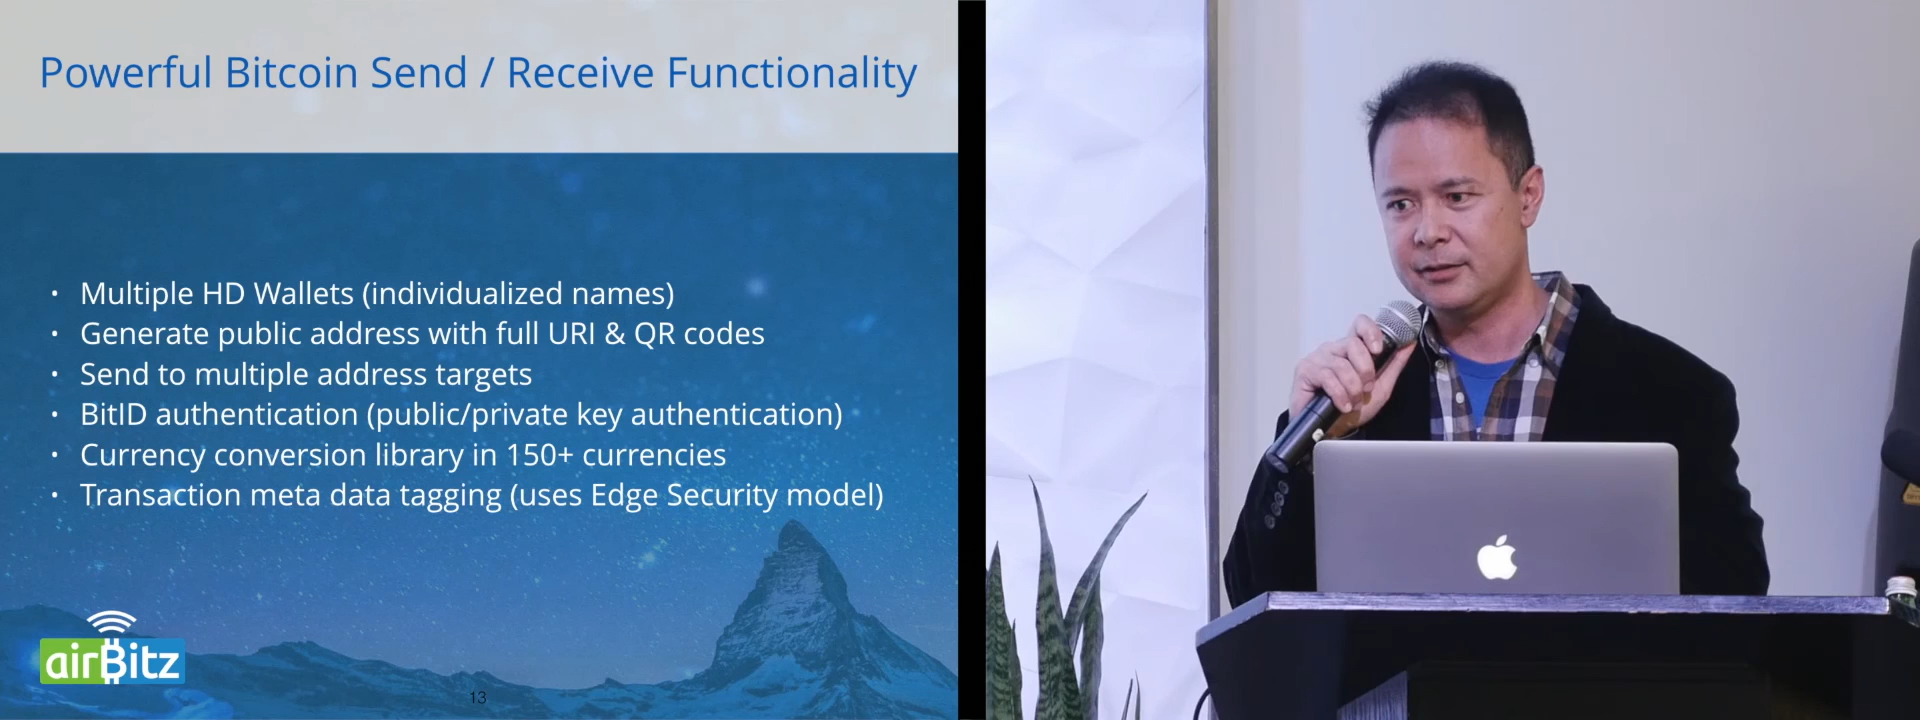 Powerful Bitcoin Send / Receive Functionality
• Multiple HD Wallets (individualized names)
• Generate public address with full URI & QR codes
• Send to multiple address targets
• BitID authentication (public/private key authentication)
• Currency conversion library in 150+ currencies
• Transaction meta data tagging (uses Edge Security model)
airBitz
13